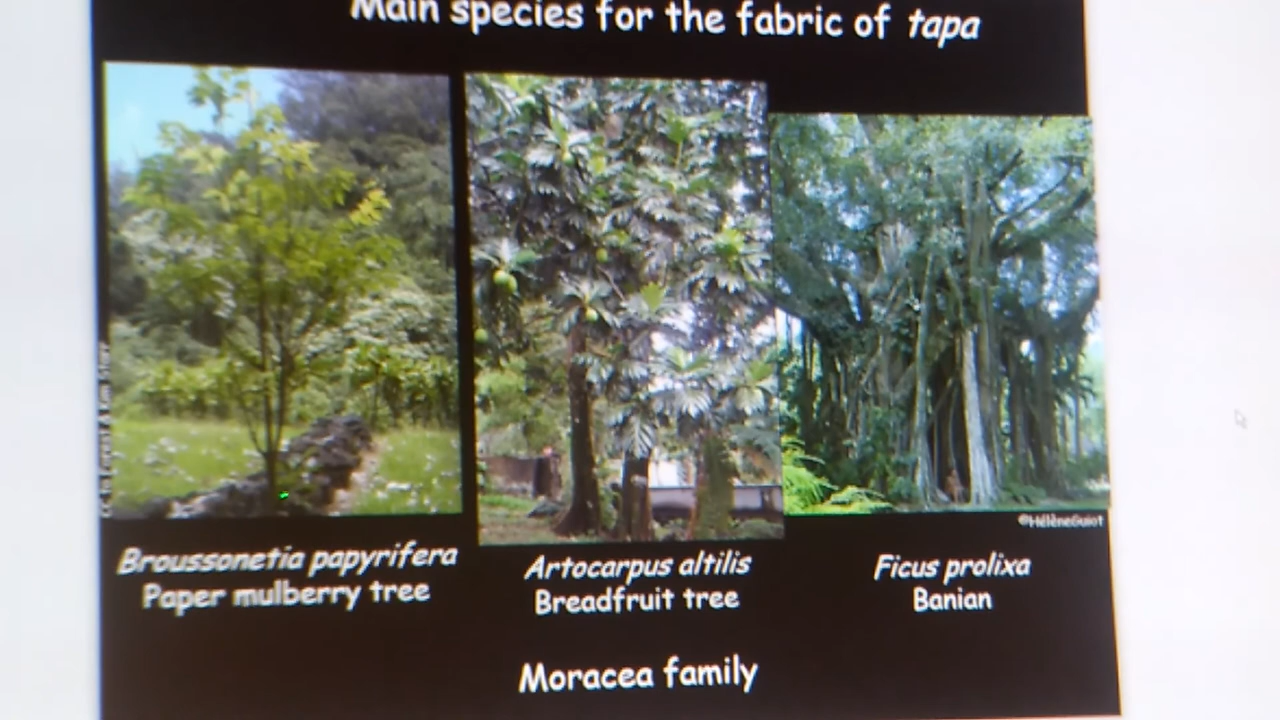 Main species for the fabric of tapa
@HélèneGuiot
Broussonetia papyrifera
Paper mulberry tree
Artocarpus altilis
Breadfruit tree
Ficus prolixa
Banian
Moracea family